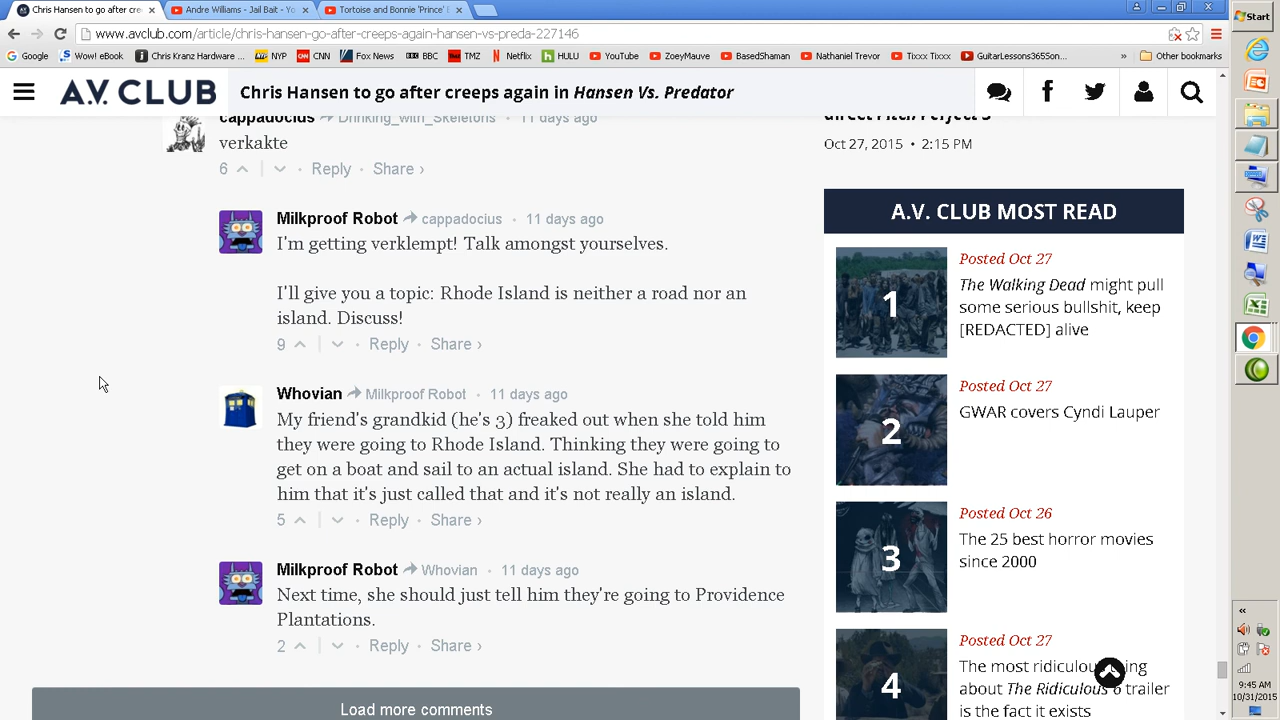 Chris Hansen to go after cre
Andre Williams - Jail Bait - Yo
Tortoise and Bonnie 'Prince' E
Start
www.avclub.com/article/chris-hansen-go-after-creeps-again-hansen-vs-preda-227146
Google
Wow! eBook
Chris Kranz Hardware
NYP
CNN
Fox News
BBC
TMZ
Netflix
HULU
YouTube
ZoeyMauve
BasedShaman
Nathaniel Trevor
Tixxx Tixxx
GuitarLessons365Son...
»
Other bookmarks
A.V. CLUB
Chris Hansen to go after creeps again in Hansen Vs. Predator
cappadocius Drinking_with_Skeletons • 11 days ago
verkakte
6 • Reply • Share ›
Milkproof Robot cappadocius • 11 days ago
I'm getting verklempt! Talk amongst yourselves.
I'll give you a topic: Rhode Island is neither a road nor an
island. Discuss!
9 • Reply • Share ›
Whovian Milkproof Robot • 11 days ago
My friend's grandkid (he's 3) freaked out when she told him
they were going to Rhode Island. Thinking they were going to
get on a boat and sail to an actual island. She had to explain to
him that it's just called that and it's not really an island.
5 • Reply • Share ›
Milkproof Robot Whovian • 11 days ago
Next time, she should just tell him they're going to Providence
Plantations.
2 • Reply • Share ›
Load more comments
direct Pitch Perfect 3
Oct 27, 2015 • 2:15 PM
A.V. CLUB MOST READ
1
Posted Oct 27
The Walking Dead might pull
some serious bullshit, keep
[REDACTED] alive
2
Posted Oct 27
GWAR covers Cyndi Lauper
3
Posted Oct 26
The 25 best horror movies
since 2000
4
Posted Oct 27
The most ridiculou ing
about The Ridiculous 6 trailer
is the fact it exists
9:45 AM
10/31/2015